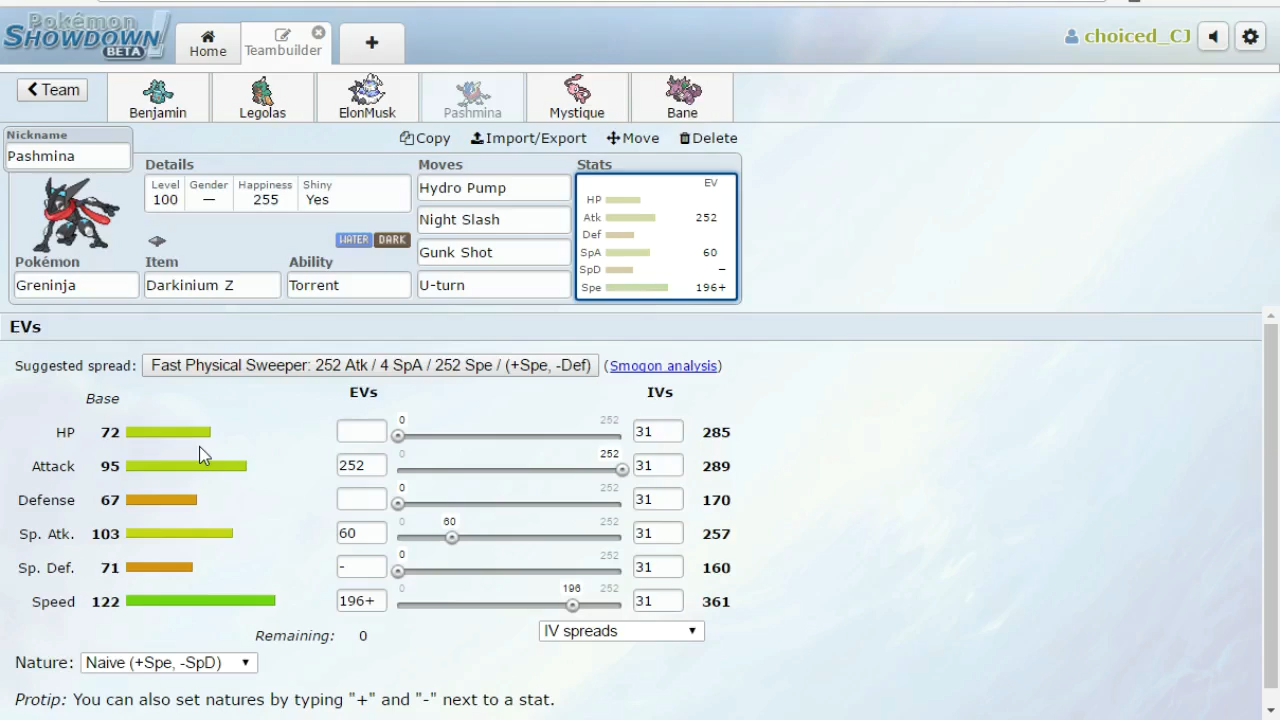 Pokémon
SHOWDOWN!
BETA
Home
Teambuilder
choiced_CJ
Team
Benjamin
Legolas
ElonMusk
Pashmina
Mystique
Bane
Copy
Import/Export
Move
Delete
Nickname
Pashmina
Details
Moves
Stats
Level
100
Gender
—
Happiness
255
Shiny
Yes
Hydro Pump
Night Slash
Gunk Shot
U-turn
EV
HP
Atk 252
Def
SpA 60
SpD –
Spe 196+
WATER DARK
Pokémon
Greninja
Item
Darkinium Z
Ability
Torrent
EVs
Suggested spread: Fast Physical Sweeper: 252 Atk / 4 SpA / 252 Spe / (+Spe, -Def) (Smogon analysis)
Base EVs IVs
HP 72 0 252 31 285
Attack 95 252 252 31 289
Defense 67 0 252 31 170
Sp. Atk. 103 60 0 60 252 31 257
Sp. Def. 71 - 0 252 31 160
Speed 122 196+ 0 196 252 31 361
Remaining: 0
IV spreads
Nature: Naive (+Spe, -SpD)
Protip: You can also set natures by typing "+" and "-" next to a stat.